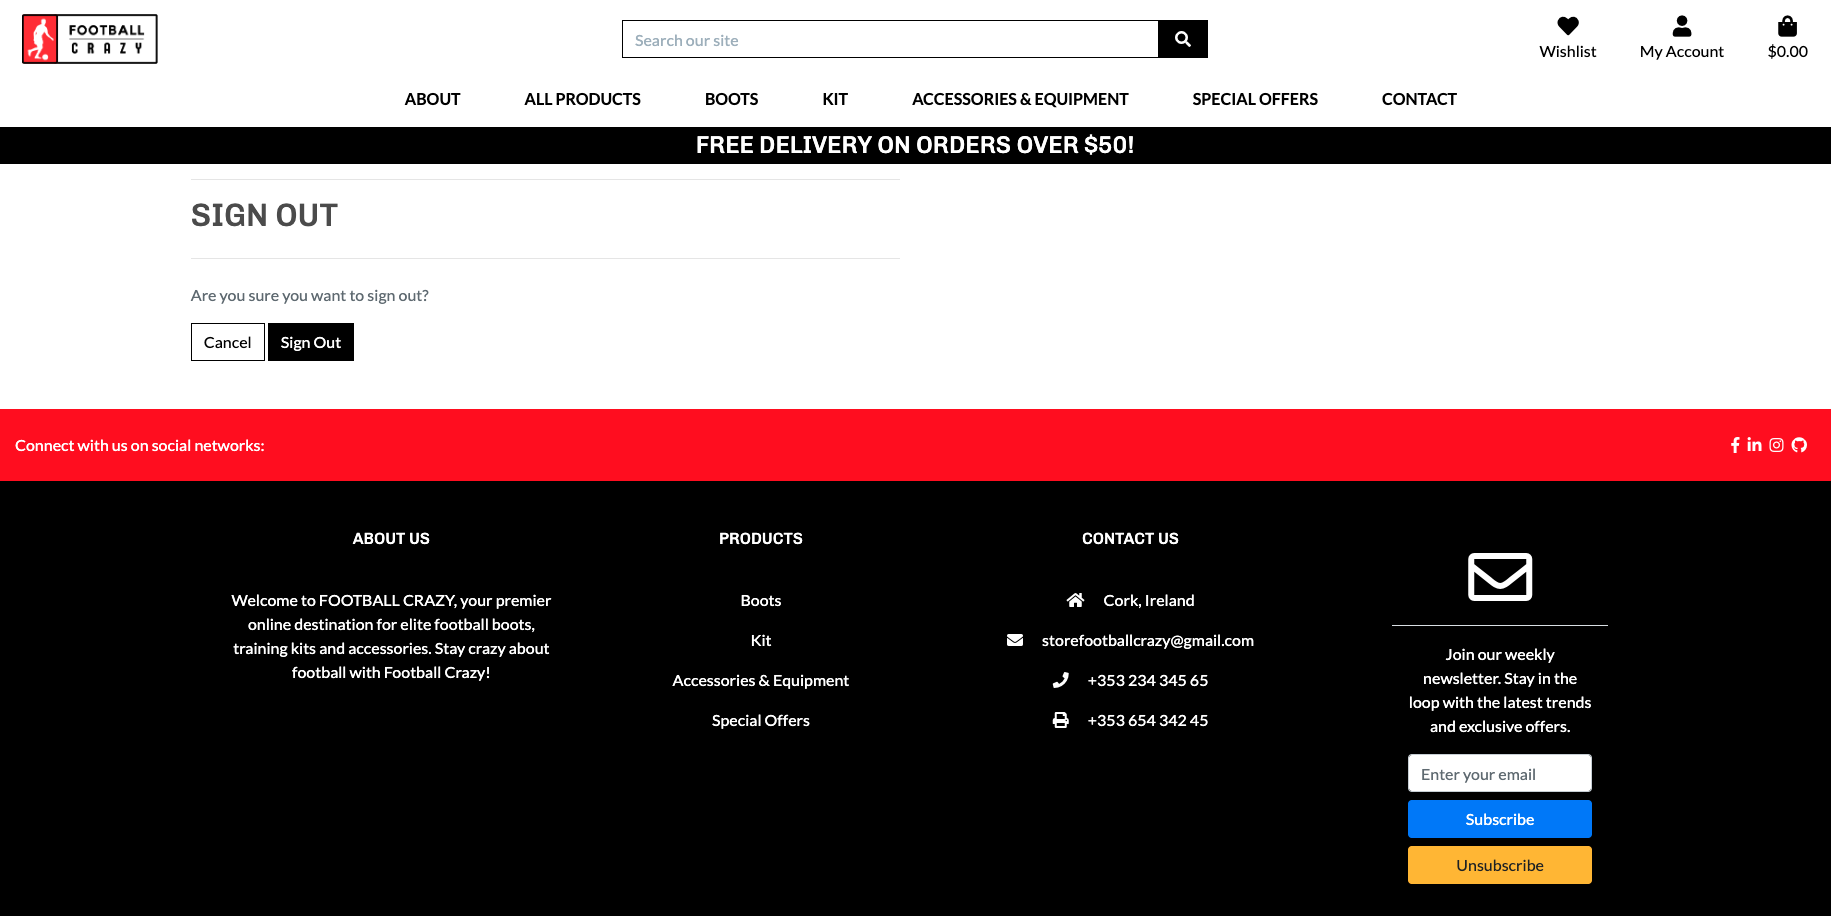 FOOTBALL
CRAZY
Search our site
Wishlist
My Account
$0.00
ABOUT
ALL PRODUCTS
BOOTS
KIT
ACCESSORIES & EQUIPMENT
SPECIAL OFFERS
CONTACT
FREE DELIVERY ON ORDERS OVER $50!
SIGN OUT
Are you sure you want to sign out?
Cancel
Sign Out
Connect with us on social networks:
ABOUT US
Welcome to FOOTBALL CRAZY, your premier
online destination for elite football boots,
training kits and accessories. Stay crazy about
football with Football Crazy!
PRODUCTS
Boots
Kit
Accessories & Equipment
Special Offers
CONTACT US
Cork, Ireland
storefootballcrazy@gmail.com
+353 234 345 65
+353 654 342 45
Join our weekly
newsletter. Stay in the
loop with the latest trends
and exclusive offers.
Enter your email
Subscribe
Unsubscribe